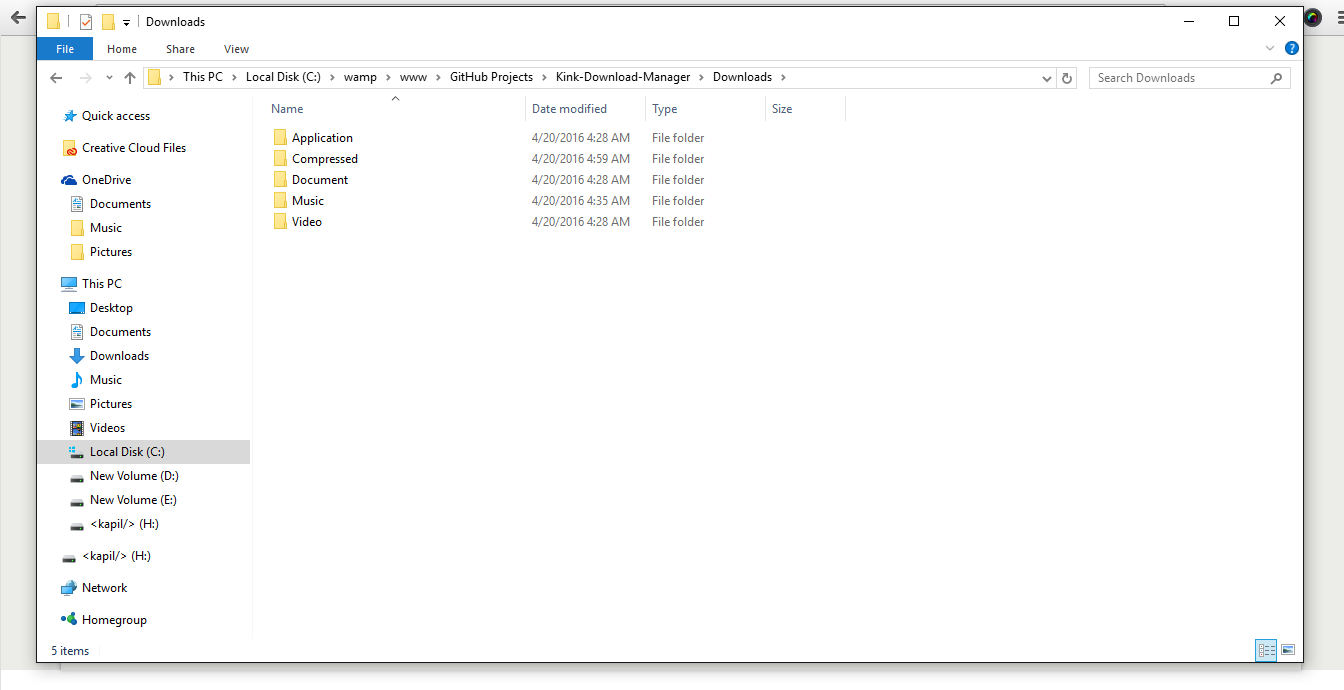 Downloads
File Home Share View
This PC Local Disk (C:) wamp www GitHub Projects Kink-Download-Manager Downloads Search Downloads
Name Date modified Type Size
Application 4/20/2016 4:28 AM File folder
Compressed 4/20/2016 4:59 AM File folder
Document 4/20/2016 4:28 AM File folder
Music 4/20/2016 4:35 AM File folder
Video 4/20/2016 4:28 AM File folder
Quick access
Creative Cloud Files
OneDrive
Documents
Music
Pictures
This PC
Desktop
Documents
Downloads
Music
Pictures
Videos
Local Disk (C:)
New Volume (D:)
New Volume (E:)
<kapil/> (H:)
<kapil/> (H:)
Network
Homegroup
5 items